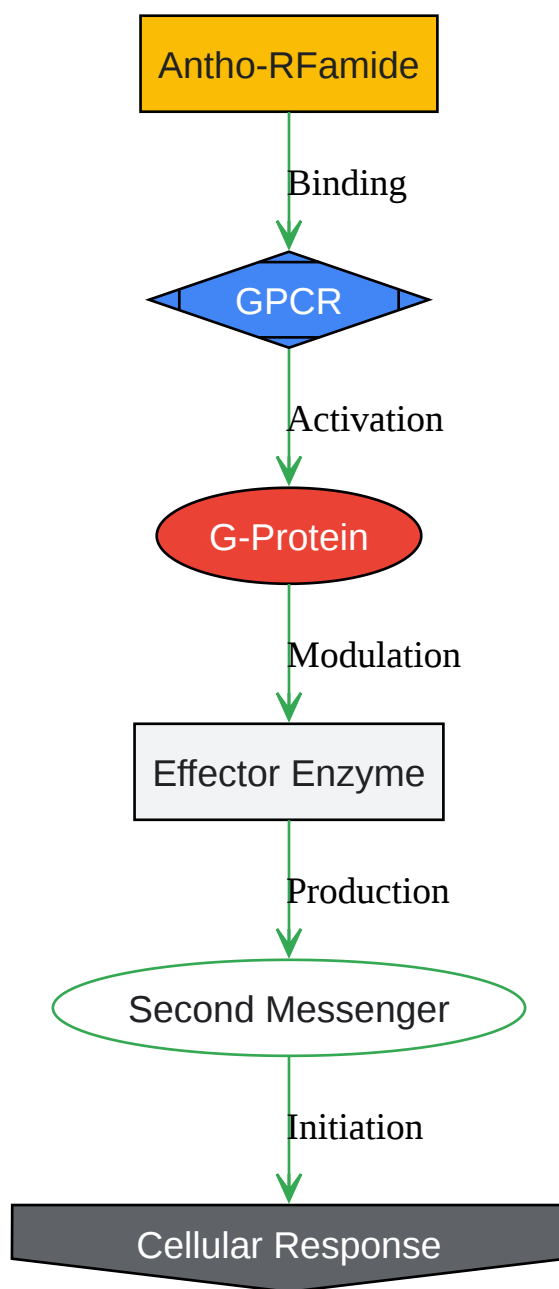 Antho-RFamide
Binding
GPCR
Activation
G-Protein
Modulation
Effector Enzyme
Production
Second Messenger
Initiation
Cellular Response